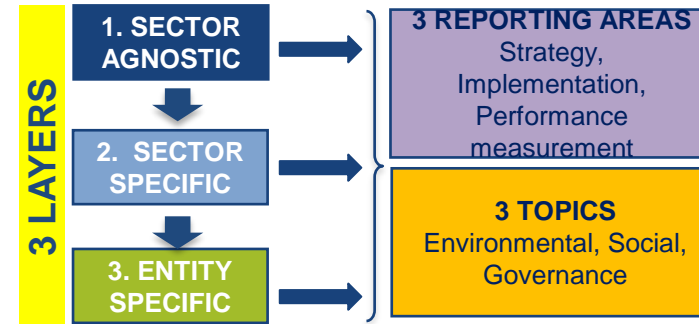 3 LAYERS
1. SECTOR
AGNOSTIC
2. SECTOR
SPECIFIC
3. ENTITY
SPECIFIC
3 REPORTING AREAS
Strategy,
Implementation,
Performance
measurement
3 TOPICS
Environmental, Social,
Governance